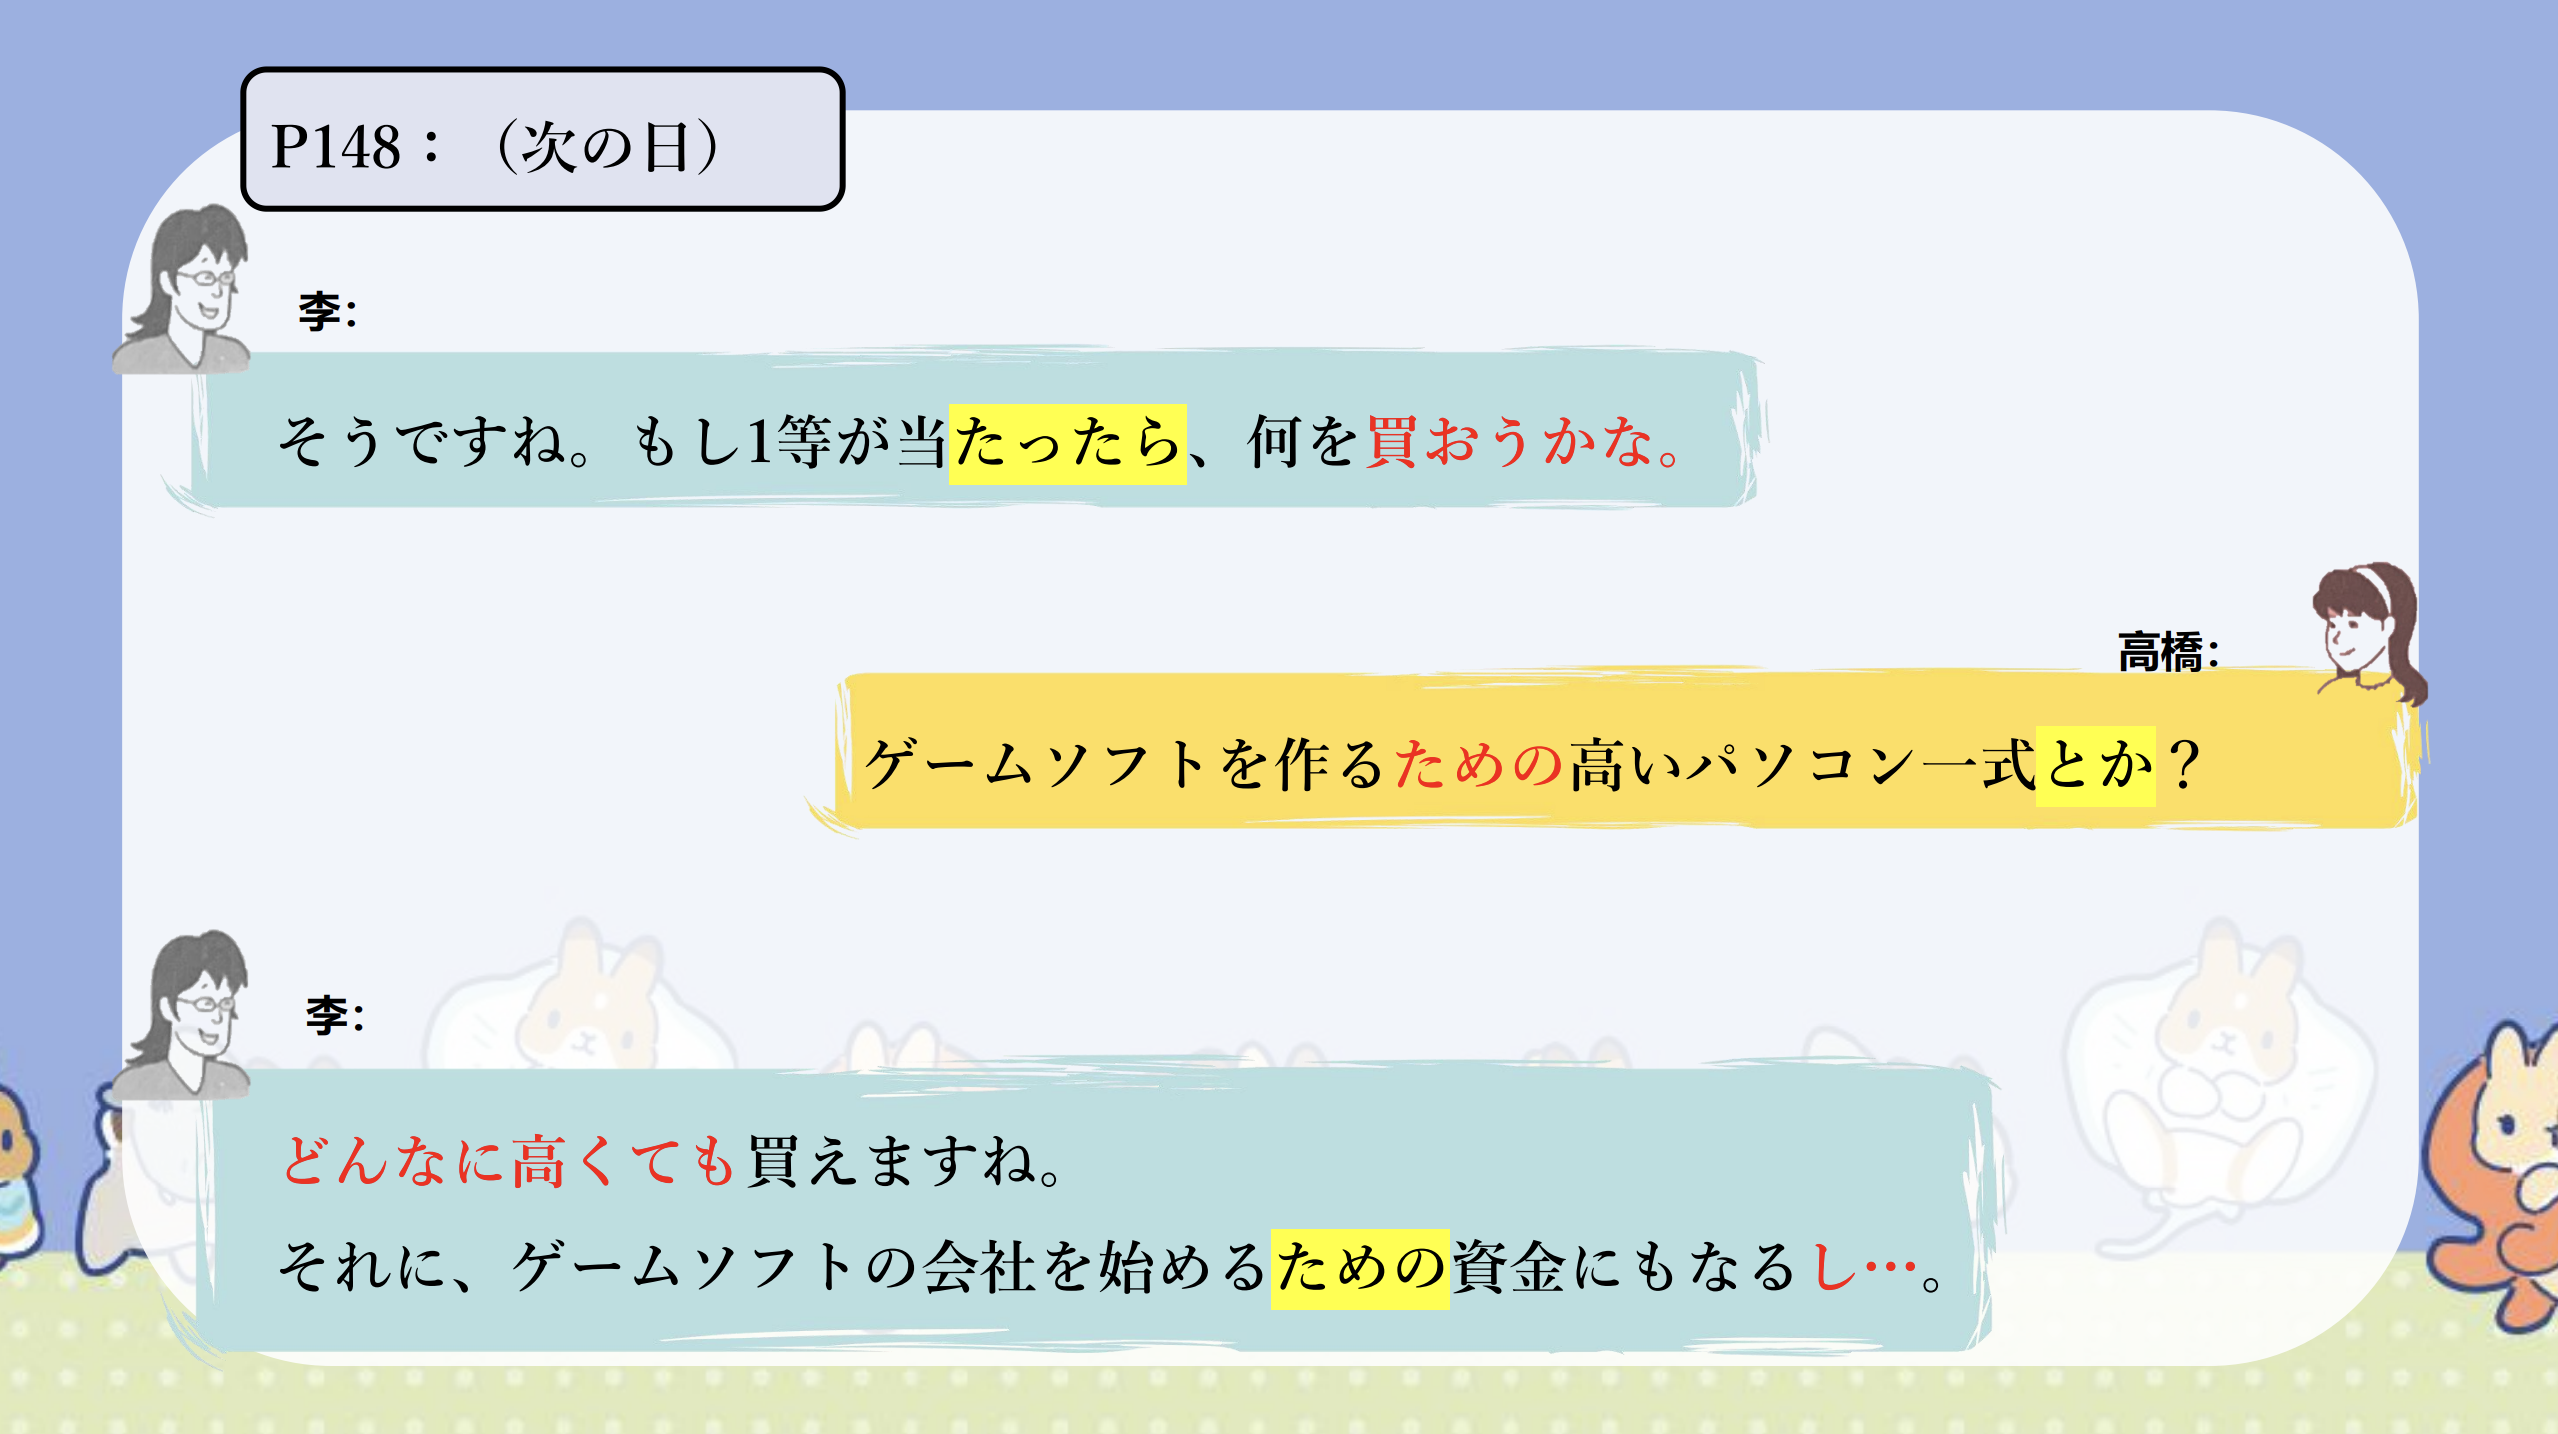 P148：（次の日）
李：
そうですね。もし1等が当たったら、何を買おうかな。
高橋：
ゲームソフトを作るための高いパソコン一式とか？
李：
どんなに高くても買えますね。
それに、ゲームソフトの会社を始めるための資金にもなるし…。